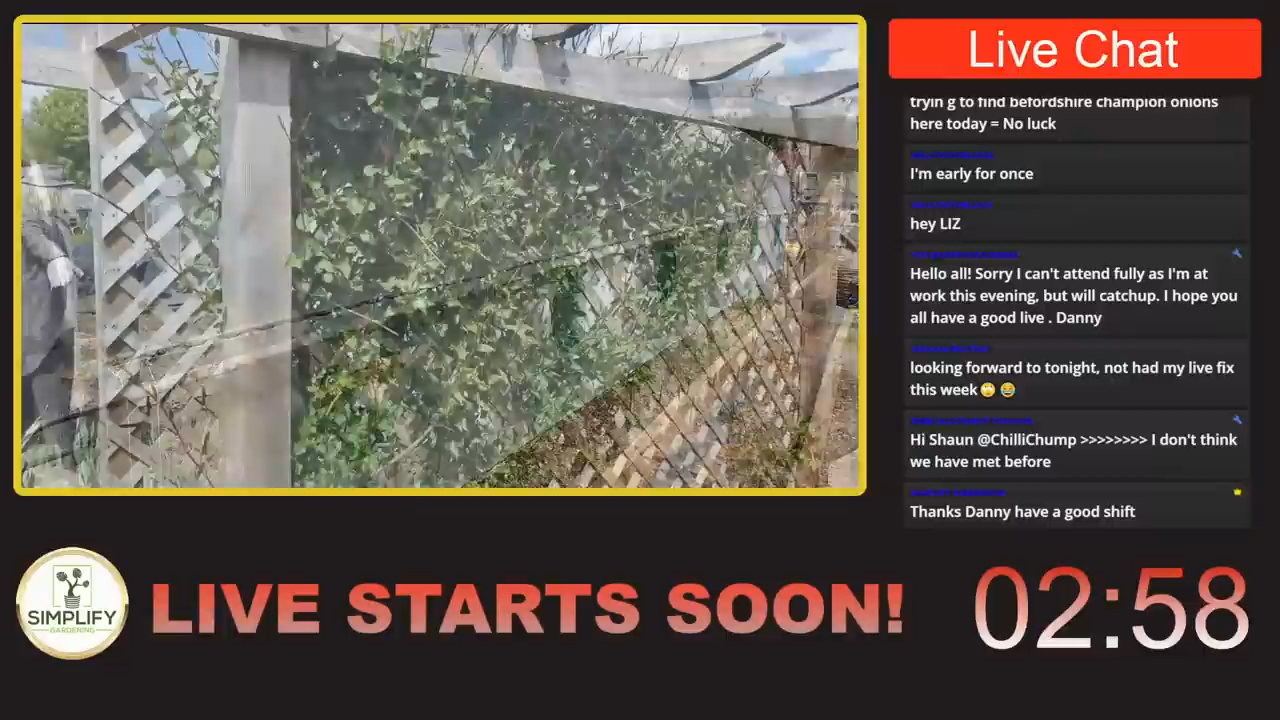 Live Chat
tryin g to find befordshire champion onions
here today = No luck
I'm early for once
hey LIZ
Hello all! Sorry I can't attend fully as I'm at
work this evening, but will catchup. I hope you
all have a good live . Danny
looking forward to tonight, not had my live fix
this week🙄 😂
Hi Shaun @ChilliChump >>>>>>>> I don't think
we have met before
Thanks Danny have a good shift
SIMPLIFY
GARDENING
LIVE STARTS SOON!
02:58